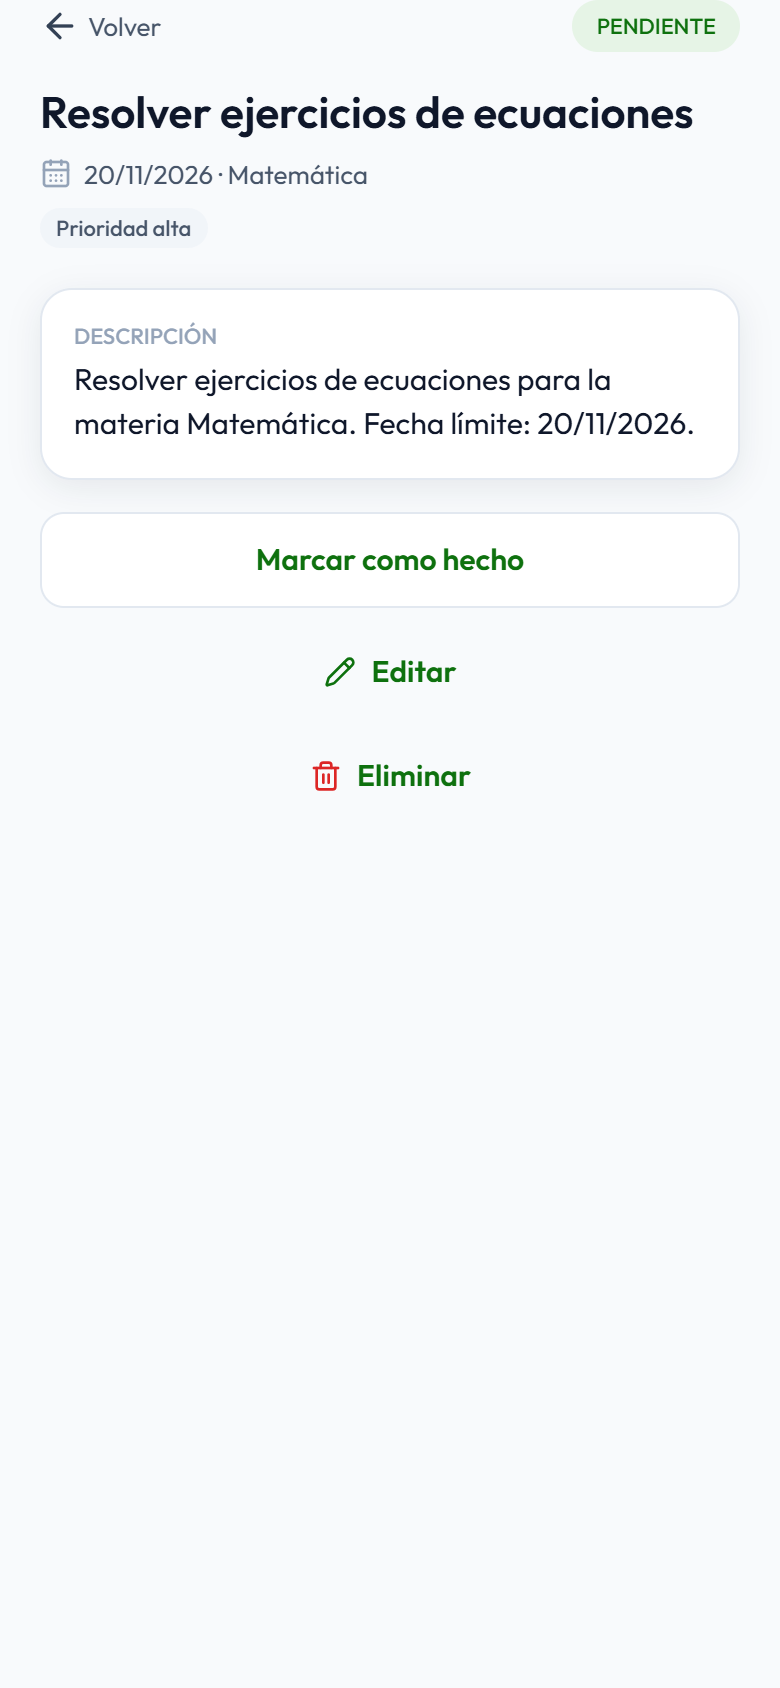 Volver
PENDIENTE
Resolver ejercicios de ecuaciones
20/11/2026 · Matemática
Prioridad alta
DESCRIPCIÓN
Resolver ejercicios de ecuaciones para la
materia Matemática. Fecha límite: 20/11/2026.
Marcar como hecho
Editar
Eliminar